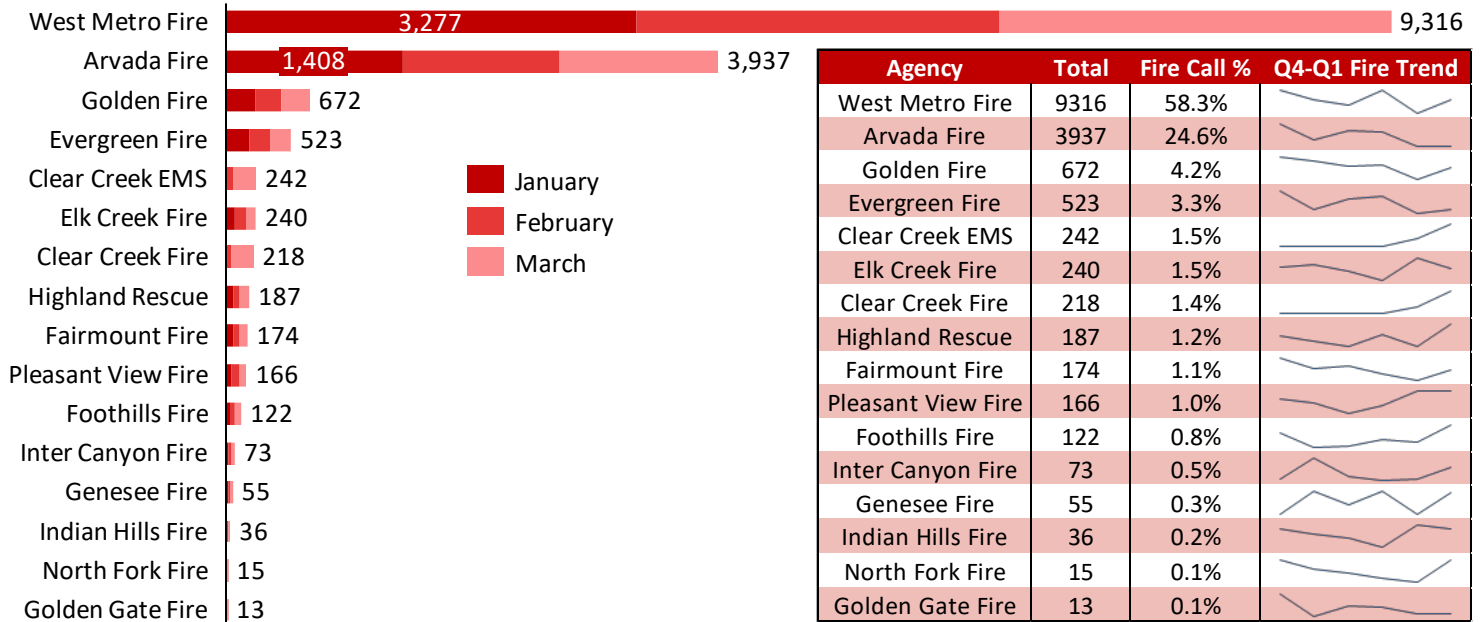 West Metro Fire 3,277 9,316
Arvada Fire 1,408 3,937
Golden Fire 672
Evergreen Fire 523
Clear Creek EMS 242
Elk Creek Fire 240
Clear Creek Fire 218
Highland Rescue 187
Fairmount Fire 174
Pleasant View Fire 166
Foothills Fire 122
Inter Canyon Fire 73
Genesee Fire 55
Indian Hills Fire 36
North Fork Fire 15
Golden Gate Fire 13
January
February
March
Agency Total Fire Call % Q4-Q1 Fire Trend
West Metro Fire 9316 58.3%
Arvada Fire 3937 24.6%
Golden Fire 672 4.2%
Evergreen Fire 523 3.3%
Clear Creek EMS 242 1.5%
Elk Creek Fire 240 1.5%
Clear Creek Fire 218 1.4%
Highland Rescue 187 1.2%
Fairmount Fire 174 1.1%
Pleasant View Fire 166 1.0%
Foothills Fire 122 0.8%
Inter Canyon Fire 73 0.5%
Genesee Fire 55 0.3%
Indian Hills Fire 36 0.2%
North Fork Fire 15 0.1%
Golden Gate Fire 13 0.1%